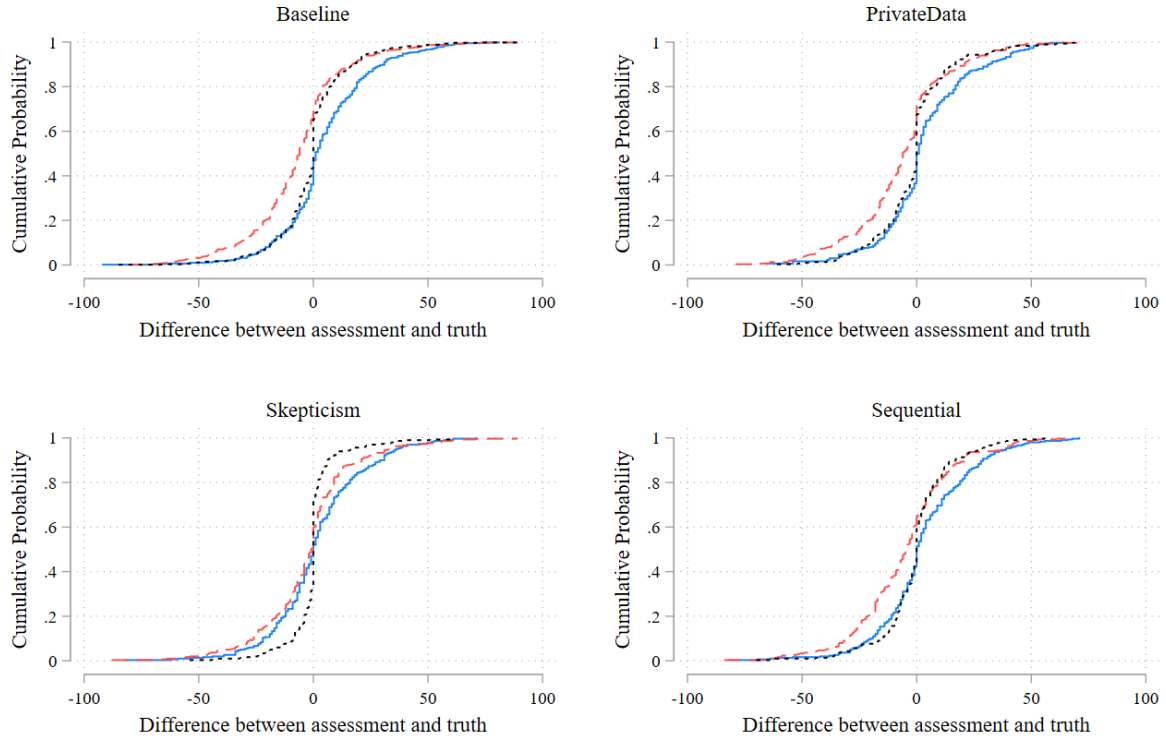 Baseline
Cumulative Probability
1
.8
.6
.4
.2
0
-100 -50 0 50 100
Difference between assessment and truth
PrivateData
Cumulative Probability
1
.8
.6
.4
.2
0
-100 -50 0 50 100
Difference between assessment and truth
Skepticism
Cumulative Probability
1
.8
.6
.4
.2
0
-100 -50 0 50 100
Difference between assessment and truth
Sequential
Cumulative Probability
1
.8
.6
.4
.2
0
-100 -50 0 50 100
Difference between assessment and truth